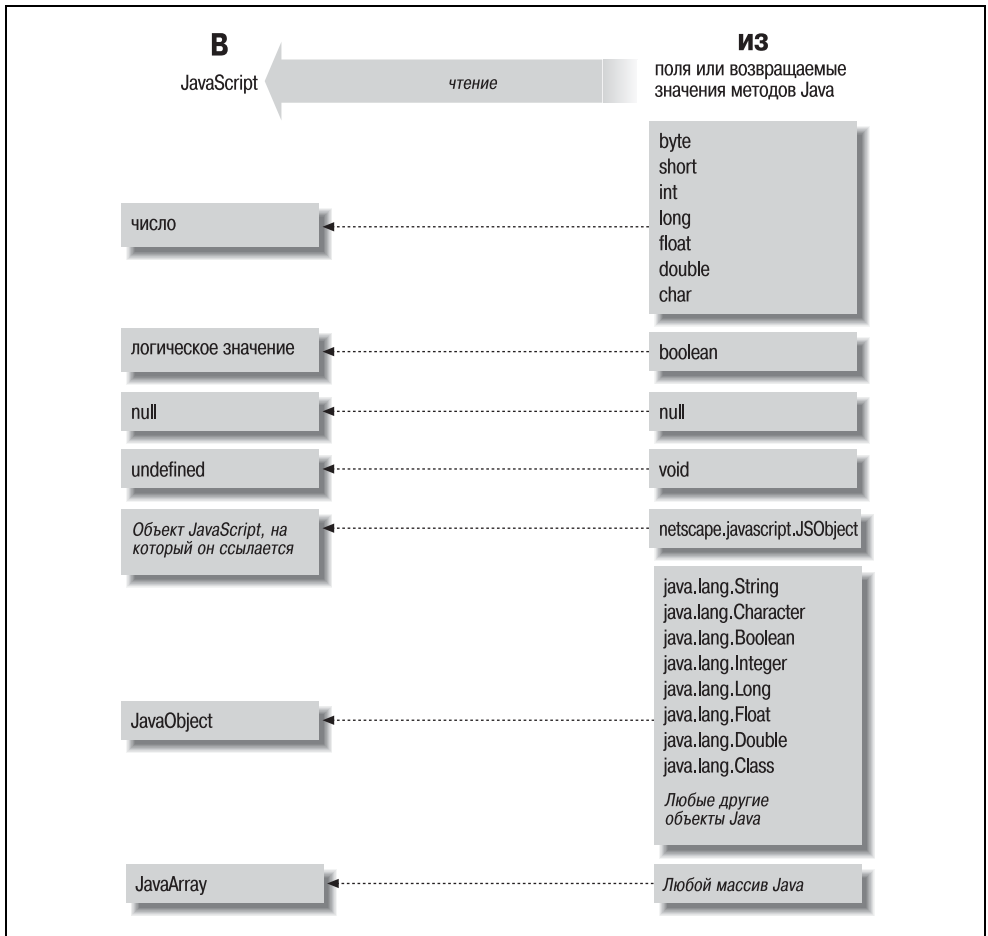 В
JavaScript
чтение
из
поля или возвращаемые
значения методов Java
byte
short
int
long
float
double
char
число
логическое значение
boolean
null
null
undefined
void
Объект JavaScript, на
который он ссылается
netscape.javascript.JSObject
java.lang.String
java.lang.Character
java.lang.Boolean
java.lang.Integer
java.lang.Long
java.lang.Float
java.lang.Double
java.lang.Class
Любые другие
объекты Java
JavaObject
JavaArray
Любой массив Java